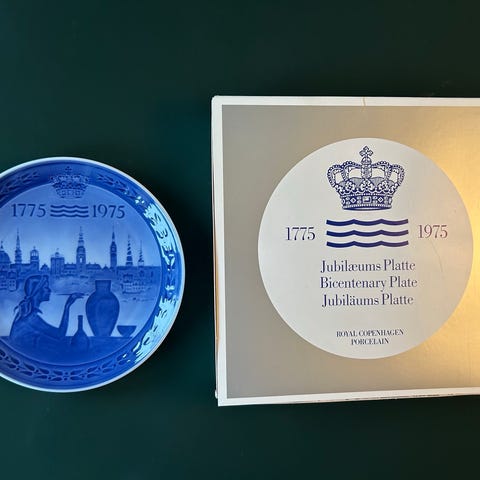 1775 1975
1775 1975
Jubilæums Platte
Bicentenary Plate
Jubiläums Platte
ROYAL COPENHAGEN
PORCELAIN